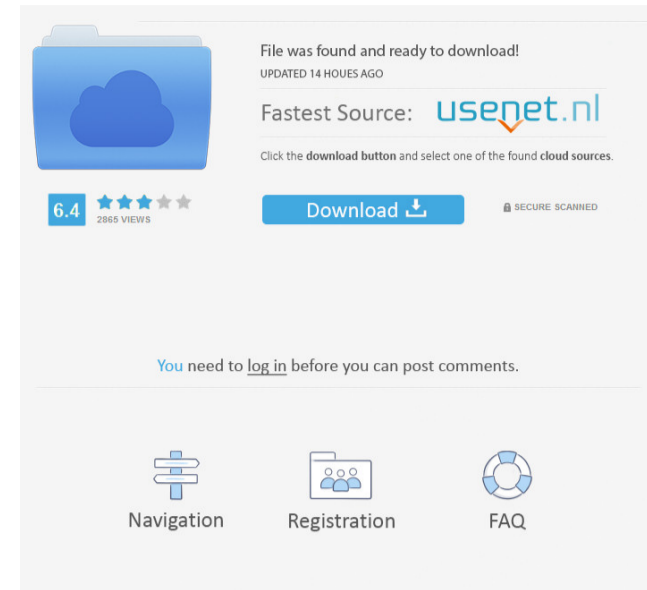 File was found and ready to download!
UPDATED 14 HOUES AGO
Fastest Source: usenet.nl
Click the download button and select one of the found cloud sources.
6.4
2865 VIEWS
Download
SECURE SCANNED
You need to log in before you can post comments.
Navigation
Registration
FAQ